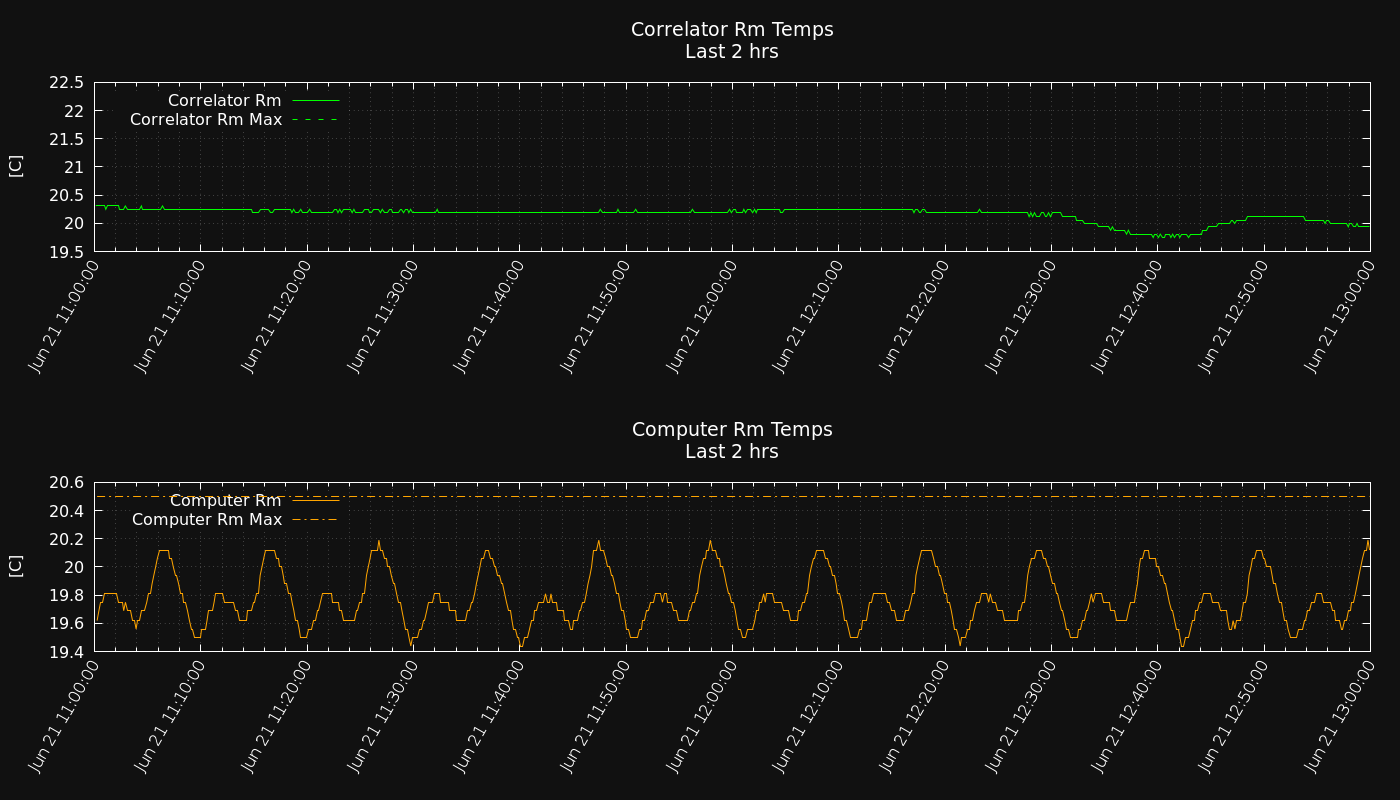 Correlator Rm Temps
Last 2 hrs
22.5
22
21.5
21
20.5
20
19.5
[C]
Correlator Rm
Correlator Rm Max
Jun 21 11:00:00
Jun 21 11:10:00
Jun 21 11:20:00
Jun 21 11:30:00
Jun 21 11:40:00
Jun 21 11:50:00
Jun 21 12:00:00
Jun 21 12:10:00
Jun 21 12:20:00
Jun 21 12:30:00
Jun 21 12:40:00
Jun 21 12:50:00
Jun 21 13:00:00
Computer Rm Temps
Last 2 hrs
20.6
20.4
20.2
20
19.8
19.6
19.4
[C]
Computer Rm
Computer Rm Max
Jun 21 11:00:00
Jun 21 11:10:00
Jun 21 11:20:00
Jun 21 11:30:00
Jun 21 11:40:00
Jun 21 11:50:00
Jun 21 12:00:00
Jun 21 12:10:00
Jun 21 12:20:00
Jun 21 12:30:00
Jun 21 12:40:00
Jun 21 12:50:00
Jun 21 13:00:00